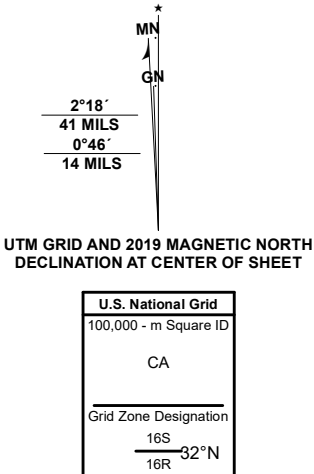 ★
MN
GN
2°18´
41 MILS
0°46´
14 MILS
UTM GRID AND 2019 MAGNETIC NORTH
DECLINATION AT CENTER OF SHEET
U.S. National Grid
100,000 - m Square ID
CA
Grid Zone Designation
16S
32°N
16R